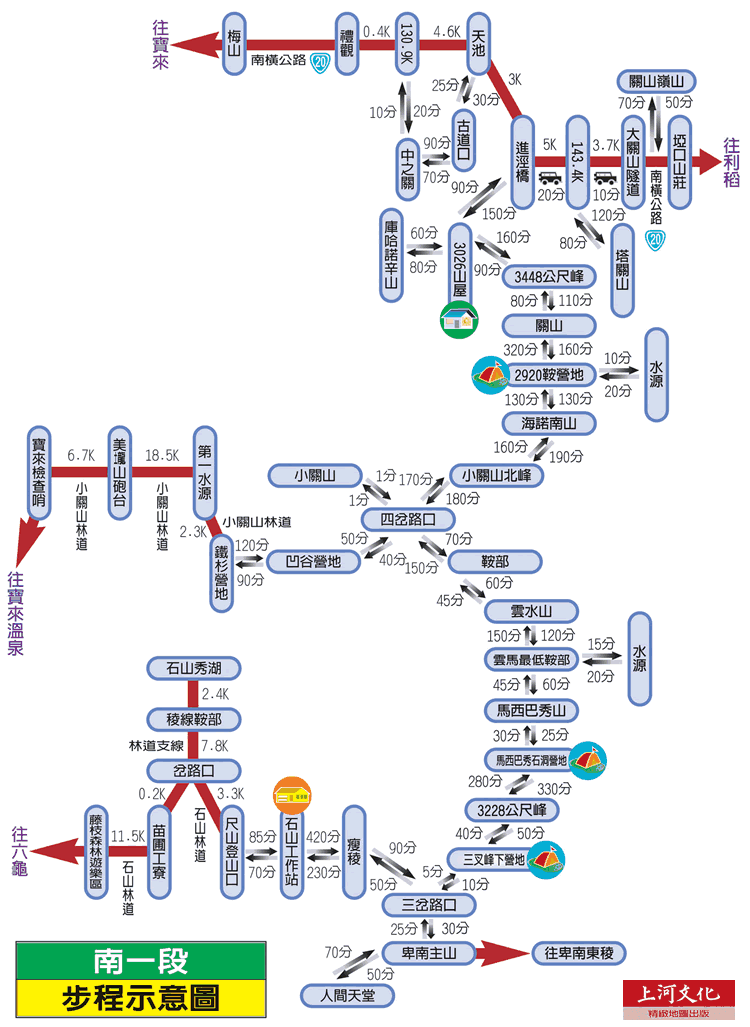 往寶來
梅山
南橫公路 20
禮觀
0.4K
130.9K
4.6K
天池
3K
25分
30分
10分
20分
古道口
90分
70分
中之關
進涇橋
5K
20分
143.4K
3.7K
10分
大關山隧道
關山嶺山
70分
50分
埡口山莊
往利稻
南橫公路
20
90分
150分
120分
80分
塔關山
庫哈諾辛山
60分
80分
3026山屋
160分
90分
3448公尺峰
80分
110分
關山
320分
160分
2920鞍營地
10分
20分
水源
130分
130分
海諾南山
160分
190分
小關山北峰
170分
180分
小關山
1分
1分
四岔路口
寶來檢查哨
6.7K
小關山林道
美壠山砲台
18.5K
小關山林道
第一水源
2.3K
小關山林道
鐵杉營地
120分
90分
凹谷營地
50分
40分
往寶來溫泉
70分
150分
鞍部
60分
45分
雲水山
150分
120分
雲馬最低鞍部
15分
20分
水源
45分
60分
馬西巴秀山
30分
25分
馬西巴秀石洞營地
280分
330分
3228公尺峰
40分
50分
三叉峰下營地
5分
10分
三岔路口
石山秀湖
2.4K
稜線鞍部
林道支線
7.8K
岔路口
0.2K
3.3K
石山林道
往六龜
藤枝森林遊樂區
11.5K
石山林道
苗圃工寮
尺山登山口
85分
70分
石山工作站
420分
230分
瘦稜
90分
50分
25分
30分
卑南主山
往卑南東稜
70分
50分
人間天堂
南一段
步程示意圖
上河文化
精緻地圖出版